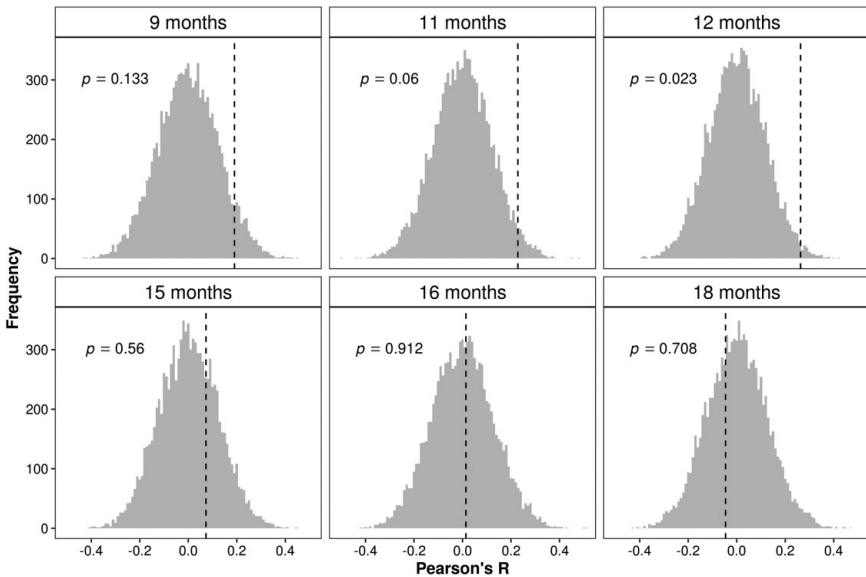 9 months 11 months 12 months
p = 0.133 p = 0.06 p = 0.023
300
200
100
0
Frequency
15 months 16 months 18 months
p = 0.56 p = 0.912 p = 0.708
300
200
100
0
-0.4 -0.2 0.0 0.2 0.4 -0.4 -0.2 0.0 0.2 0.4 -0.4 -0.2 0.0 0.2 0.4
Pearson's R